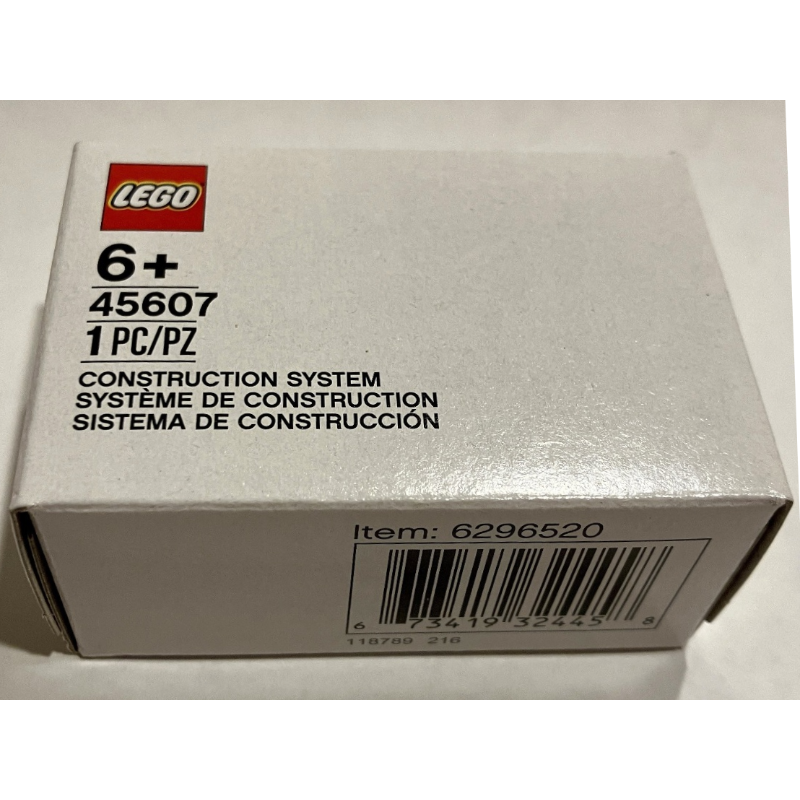 LEGO
6+
45607
1 PC/PZ
CONSTRUCTION SYSTEM
SYSTÈME DE CONSTRUCTION
SISTEMA DE CONSTRUCCIÓN
Item: 6296520
6 73419 32445 8
118789 216